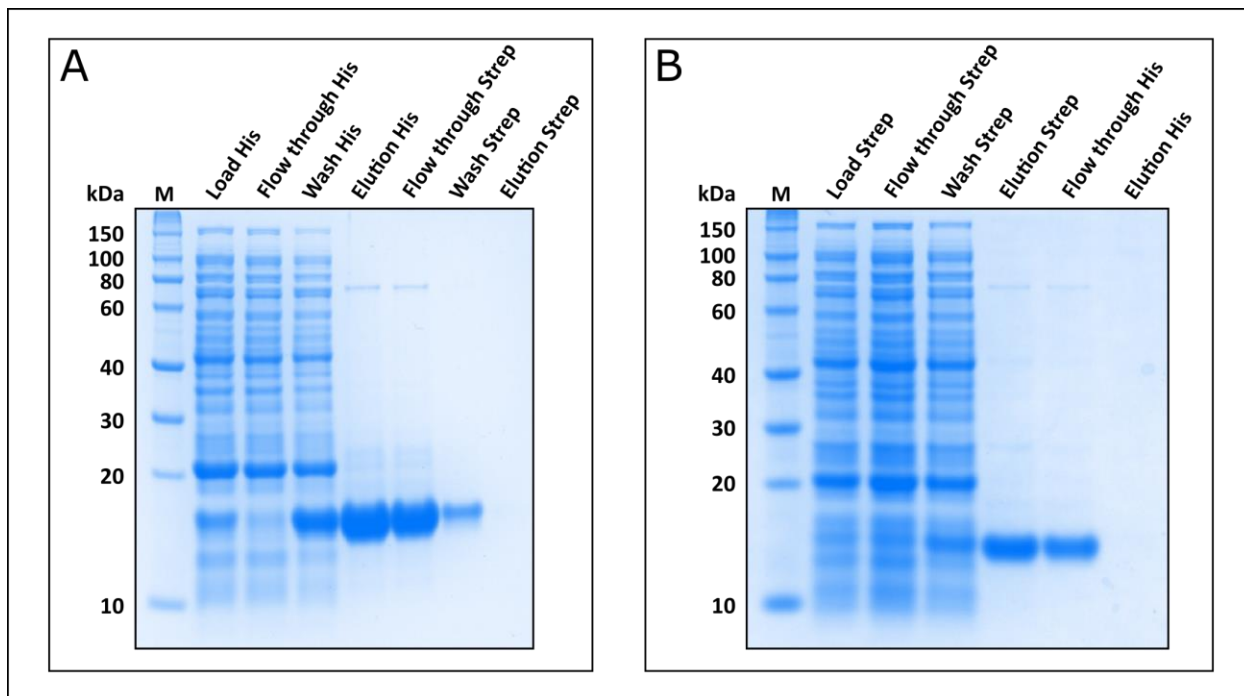 A
kDa
M
Load His
Flow through His
Wash His
Elution His
Flow through Strep
Wash Strep
Elution Strep
150
100
80
60
40
30
20
10
B
kDa
M
Load Strep
Flow through Strep
Wash Strep
Elution Strep
Flow through His
Elution His
150
100
80
60
40
30
20
10